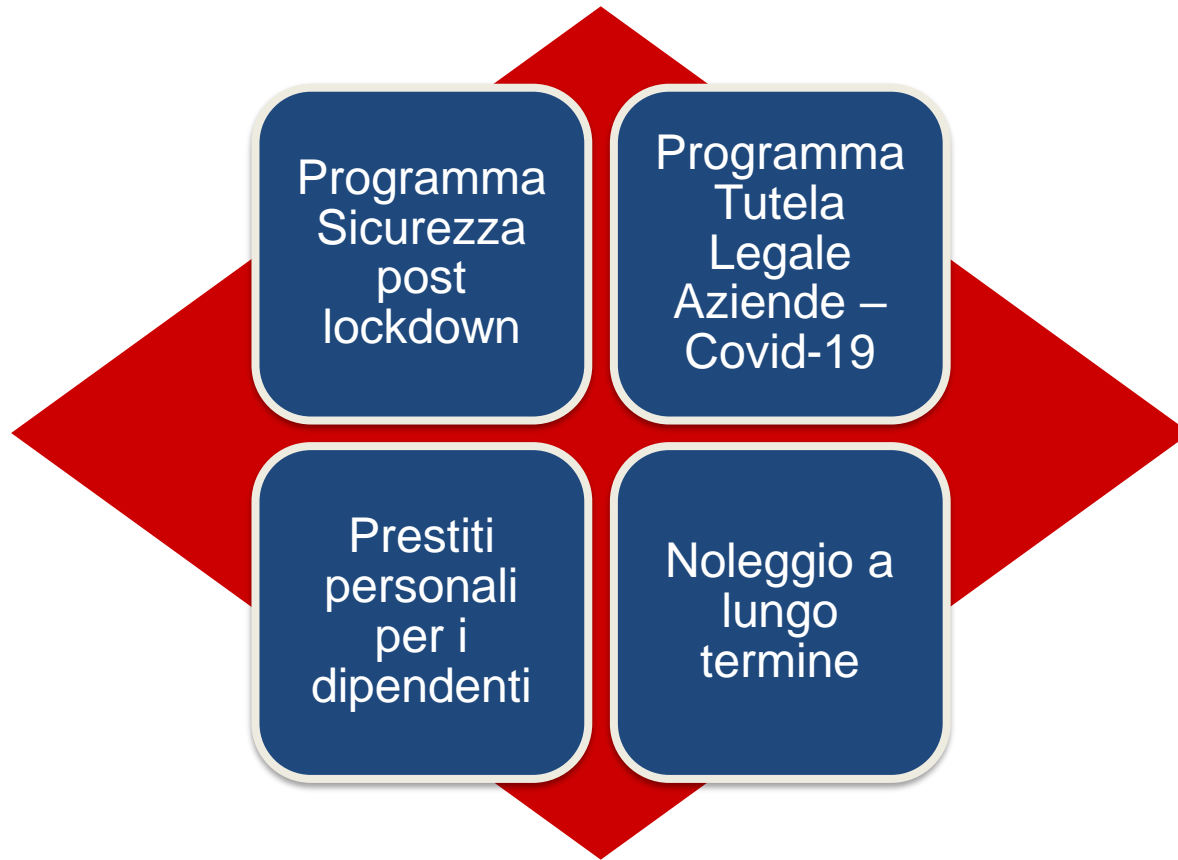 Programma
Sicurezza
post
lockdown
Programma
Tutela
Legale
Aziende –
Covid-19
Prestiti
personali
per i
dipendenti
Noleggio a
lungo
termine